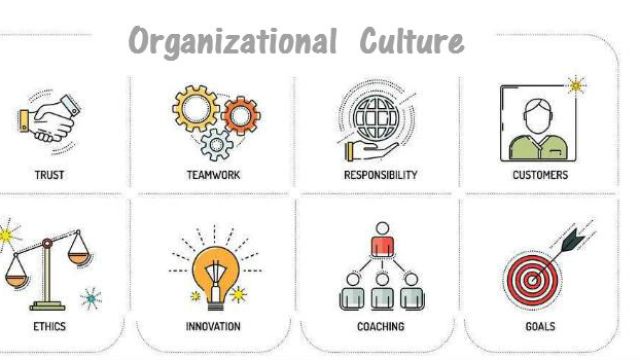 Organizational Culture
TRUST
TEAMWORK
RESPONSIBILITY
CUSTOMERS
ETHICS
INNOVATION
COACHING
GOALS